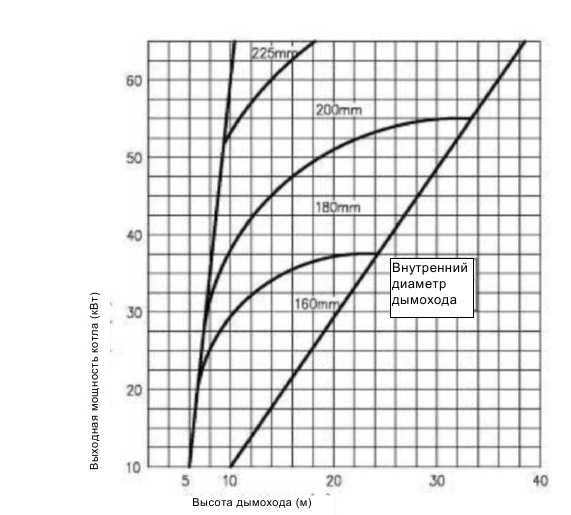 225mm
60
200mm
50
180mm
40
Внутренний
диаметр
дымохода
160mm
30
20
10
5
10
20
30
40
Выходная мощность котла (кВт)
Высота дымохода (м)